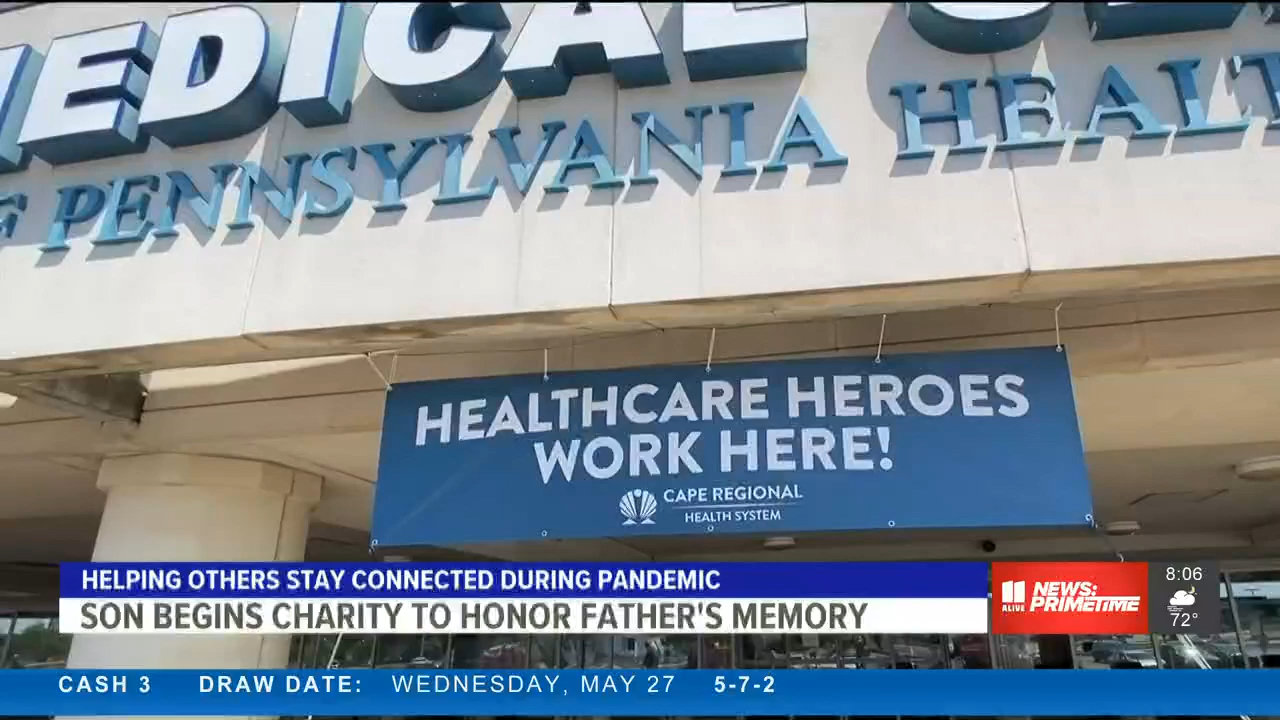 MEDICAL
PENNSYLVANIA HEALT
HEALTHCARE HEROES
WORK HERE!
CAPE REGIONAL
HEALTH SYSTEM
HELPING OTHERS STAY CONNECTED DURING PANDEMIC
SON BEGINS CHARITY TO HONOR FATHER'S MEMORY
11 ALIVE NEWS: PRIMETIME
8:06
72°
CASH 3 DRAW DATE: WEDNESDAY, MAY 27 5-7-2